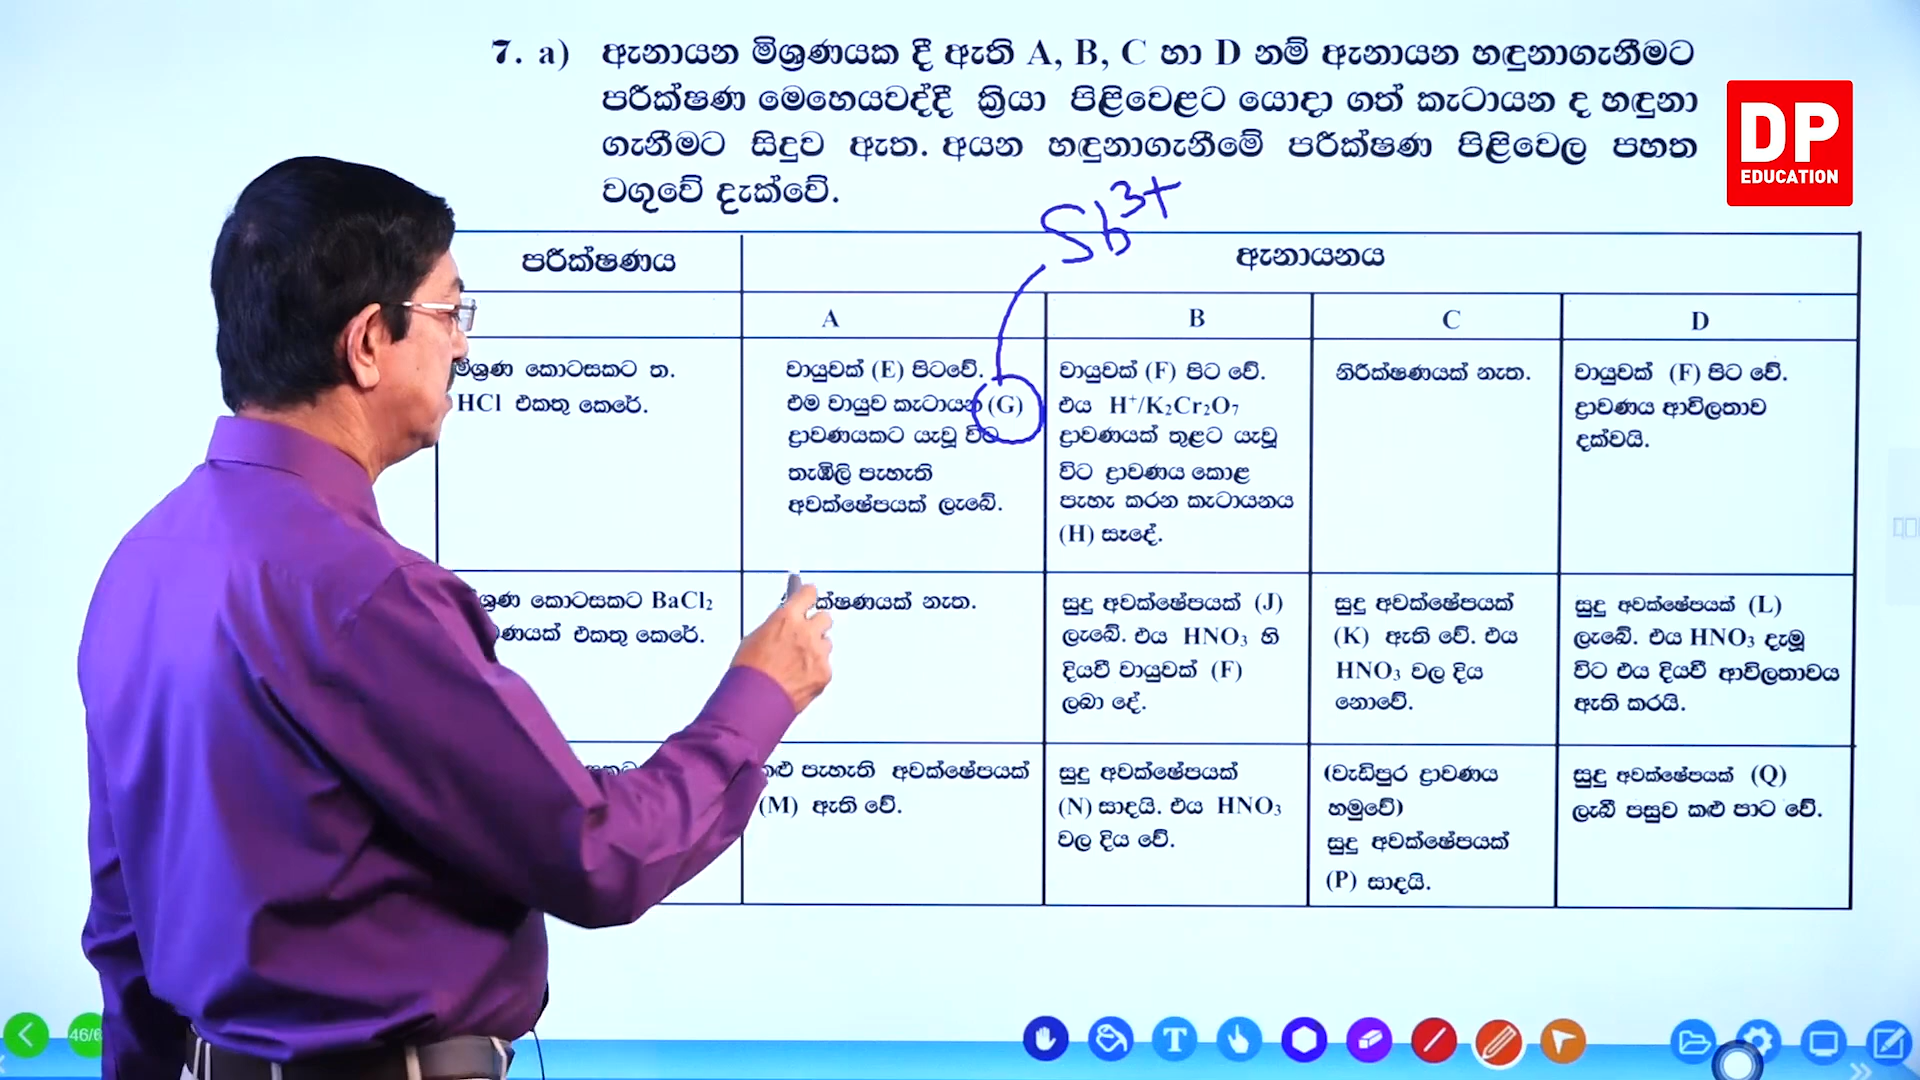 7. a) ඇනායන මිශ්‍රණයක දී ඇති A, B, C හා D නම් ඇනායන හඳුනාගැනීමට
පරීක්ෂණ මෙහෙයවද්දී ක්‍රියා පිළිවෙළට යොදා ගත් කැටායන ද හඳුනා
ගැනීමට සිදුව ඇත. අයන හඳුනාගැනීමේ පරීක්ෂණ පිළිවෙල පහත
වගුවේ දැක්වේ.
DP
EDUCATION
Sb3+
පරීක්ෂණය
ඇනායනය
A
B
C
D
මිශ්‍රණ කොටසකට ත.
HCl එකතු කෙරේ.
වායුවක් (E) පිටවේ.
එම වායුව කැටායන (G)
ද්‍රාවණයකට යැවූ විට
තැඹිලි පැහැති
අවක්ෂේපයක් ලැබේ.
වායුවක් (F) පිට වේ.
එය H+/K2Cr2O7
ද්‍රාවණයක් තුළට යැවූ
විට ද්‍රාවණය කොළ
පැහැ කරන කැටායනය
(H) සෑදේ.
නිරීක්ෂණයක් නැත.
වායුවක් (F) පිට වේ.
ද්‍රාවණය ආවිලතාව
දක්වයි.
කොටසකට BaCl2
එකතු කෙරේ.
නැත.
සුදු අවක්ෂේපයක් (J)
ලැබේ. එය HNO3 හි
දියවී වායුවක් (F)
ලබා දේ.
සුදු අවක්ෂේපයක්
(K) ඇති වේ. එය
HNO3 වල දිය
නොවේ.
සුදු අවක්ෂේපයක් (L)
ලැබේ. එය HNO3 දැමූ
විට එය දියවී ආවිලතාවය
ඇති කරයි.
පැහැති අවක්ෂේපයක්
(M) ඇති වේ.
සුදු අවක්ෂේපයක්
(N) සාදයි. එය HNO3
වල දිය වේ.
(වැඩිපුර ද්‍රාවණය
හමුවේ)
සුදු අවක්ෂේපයක්
(P) සාදයි.
සුදු අවක්ෂේපයක් (Q)
ලැබී පසුව කළු පාට වේ.